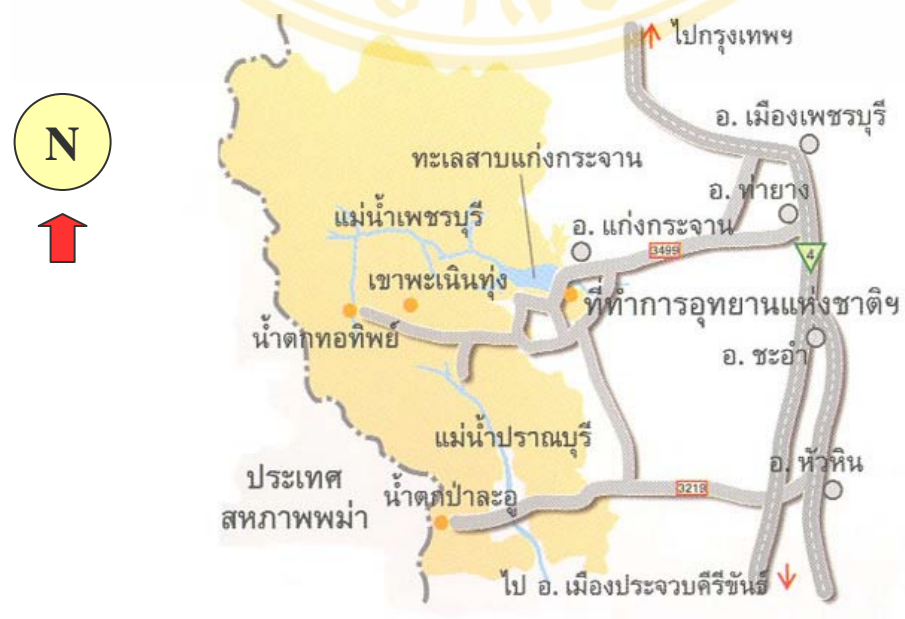 ไปกรุงเทพฯ
อ. เมืองเพชรบุรี
N
ทะเลสาบแก่งกระจาน
อ. ท่ายาง
แม่น้ำเพชรบุรี
อ. แก่งกระจาน
3499
4
เขาพะเนินทุ่ง
ที่ทำการอุทยานแห่งชาติฯ
น้ำตกทอทิพย์
อ. ชะอำ
แม่น้ำปราณบุรี
อ. หัวหิน
ประเทศ
สหภาพพม่า
น้ำตกป่าละอู
3219
ไป อ. เมืองประจวบคีรีขันธ์